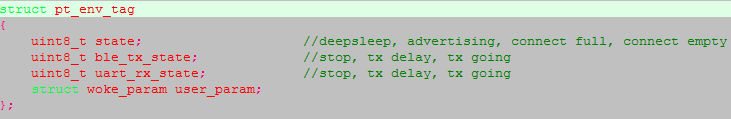 struct pt_env_tag
{
    uint8_t state;                    //deepsleep, advertising, connect full, connect empty
    uint8_t ble_tx_state;             //stop, tx delay, tx going
    uint8_t uart_rx_state;            //stop, tx delay, tx going
    struct woke_param user_param;
};